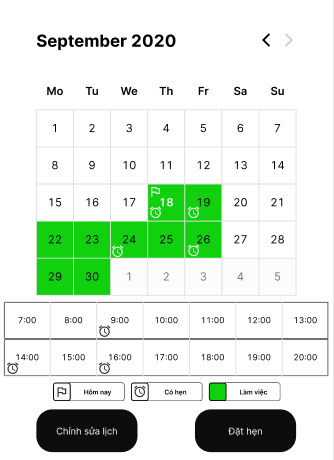 September 2020
Mo Tu We Th Fr Sa Su
1 2 3 4 5 6 7
8 9 10 11 12 13 14
15 16 17 18 19 20 21
22 23 24 25 26 27 28
29 30 1 2 3 4 5
7:00 8:00 9:00 10:00 11:00 12:00 13:00
14:00 15:00 16:00 17:00 18:00 19:00 20:00
Hôm nay Có hẹn Làm việc
Chỉnh sửa lịch Đặt hẹn